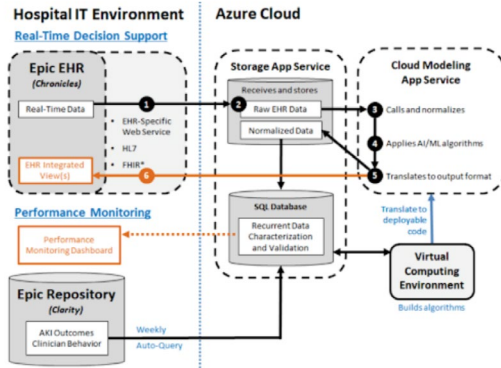 Hospital IT Environment
Azure Cloud
Real-Time Decision Support
Epic EHR
(Chronicles)
Real-Time Data
EHR Integrated
View(s)
1
• EHR-Specific
Web Service
• HL7
• FHIR*
6
Storage App Service
Receives and stores
2
Raw EHR Data
Normalized Data
Cloud Modeling
App Service
3
Calls and normalizes
4
Applies AI/ML algorithms
5
Translates to output format
SQL Database
Recurrent Data
Characterization
and Validation
Translate to
deployable
code
Performance Monitoring
Performance
Monitoring Dashboard
Virtual
Computing
Environment
Builds algorithms
Epic Repository
(Clarity)
AKI Outcomes
Clinician Behavior
Weekly
Auto-Query